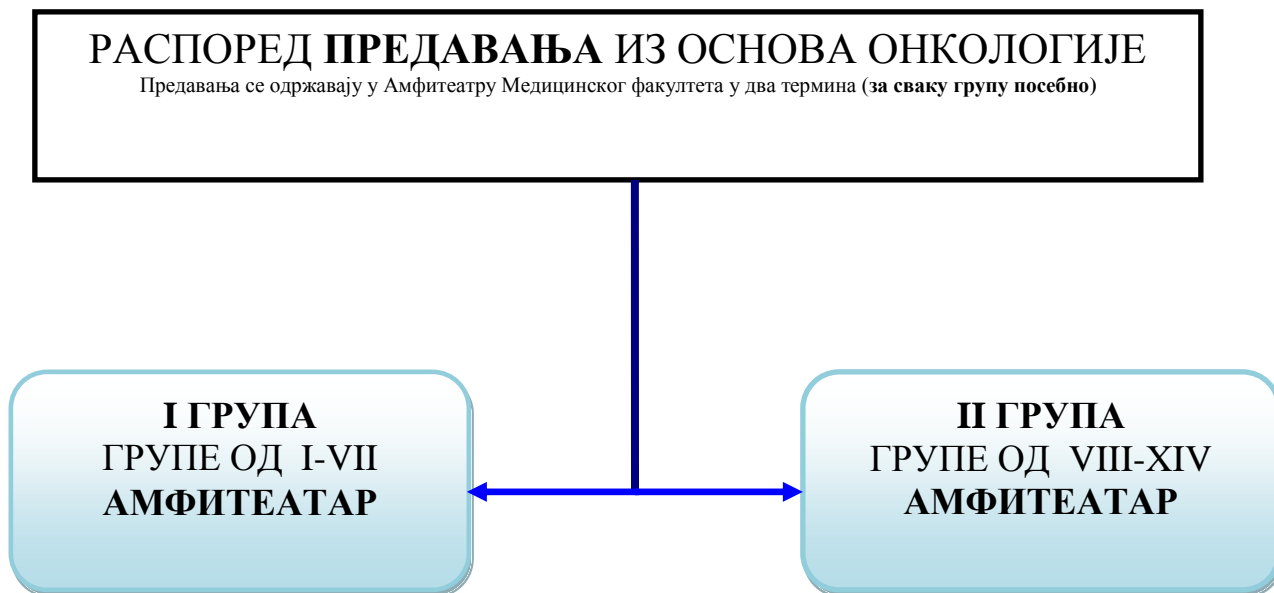 РАСПОРЕД ПРЕДАВАЊА ИЗ ОСНОВА ОНКОЛОГИЈЕ
Предавања се одржавају у Амфитеатру Медицинског факултета у два термина (за сваку групу посебно)
I ГРУПА
ГРУПЕ ОД I-VII
АМФИТЕАТАР
II ГРУПА
ГРУПЕ ОД VIII-XIV
АМФИТЕАТАР